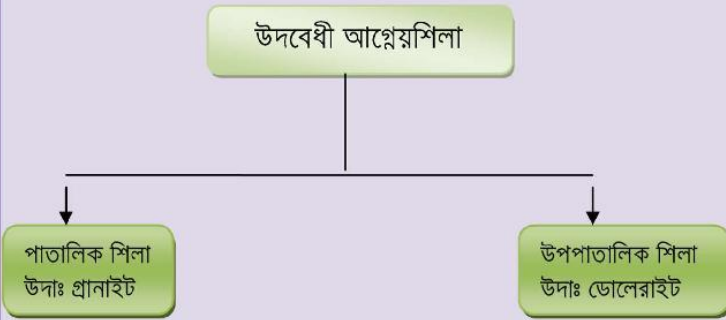 উদবেধী আগ্নেয়শিলা
পাতালিক শিলা
উদাঃ গ্রানাইট
উপপাতালিক শিলা
উদাঃ ডোলেরাইট